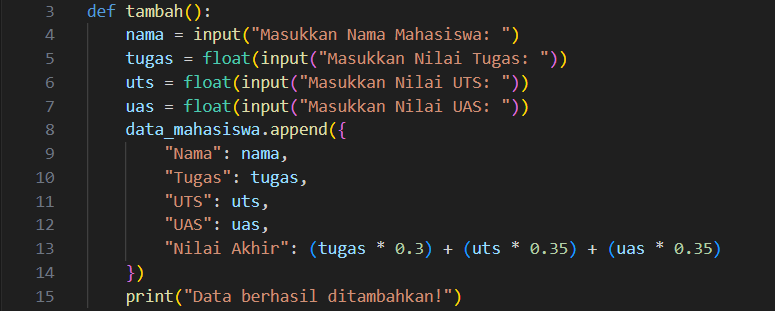 3 def tambah():
4     nama = input("Masukkan Nama Mahasiswa: ")
5     tugas = float(input("Masukkan Nilai Tugas: "))
6     uts = float(input("Masukkan Nilai UTS: "))
7     uas = float(input("Masukkan Nilai UAS: "))
8     data_mahasiswa.append({
9         "Nama": nama,
10         "Tugas": tugas,
11         "UTS": uts,
12         "UAS": uas,
13         "Nilai Akhir": (tugas * 0.3) + (uts * 0.35) + (uas * 0.35)
14     })
15     print("Data berhasil ditambahkan!")